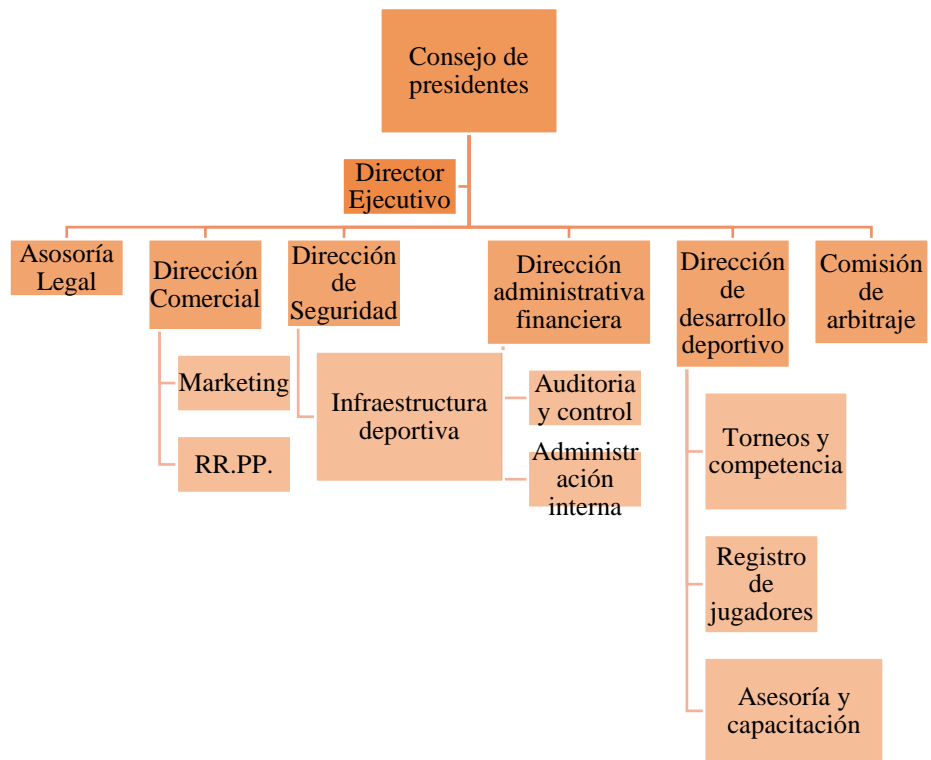 Consejo de
presidentes
Director
Ejecutivo
Asosoría
Legal
Dirección
Comercial
Dirección
de
Seguridad
Dirección
administrativa
financiera
Dirección
de
desarrollo
deportivo
Comisión
de
arbitraje
Marketing
RR.PP.
Infraestructura
deportiva
Auditoria
y control
Administr
ación
interna
Torneos y
competencia
Registro
de
jugadores
Asesoría y
capacitación